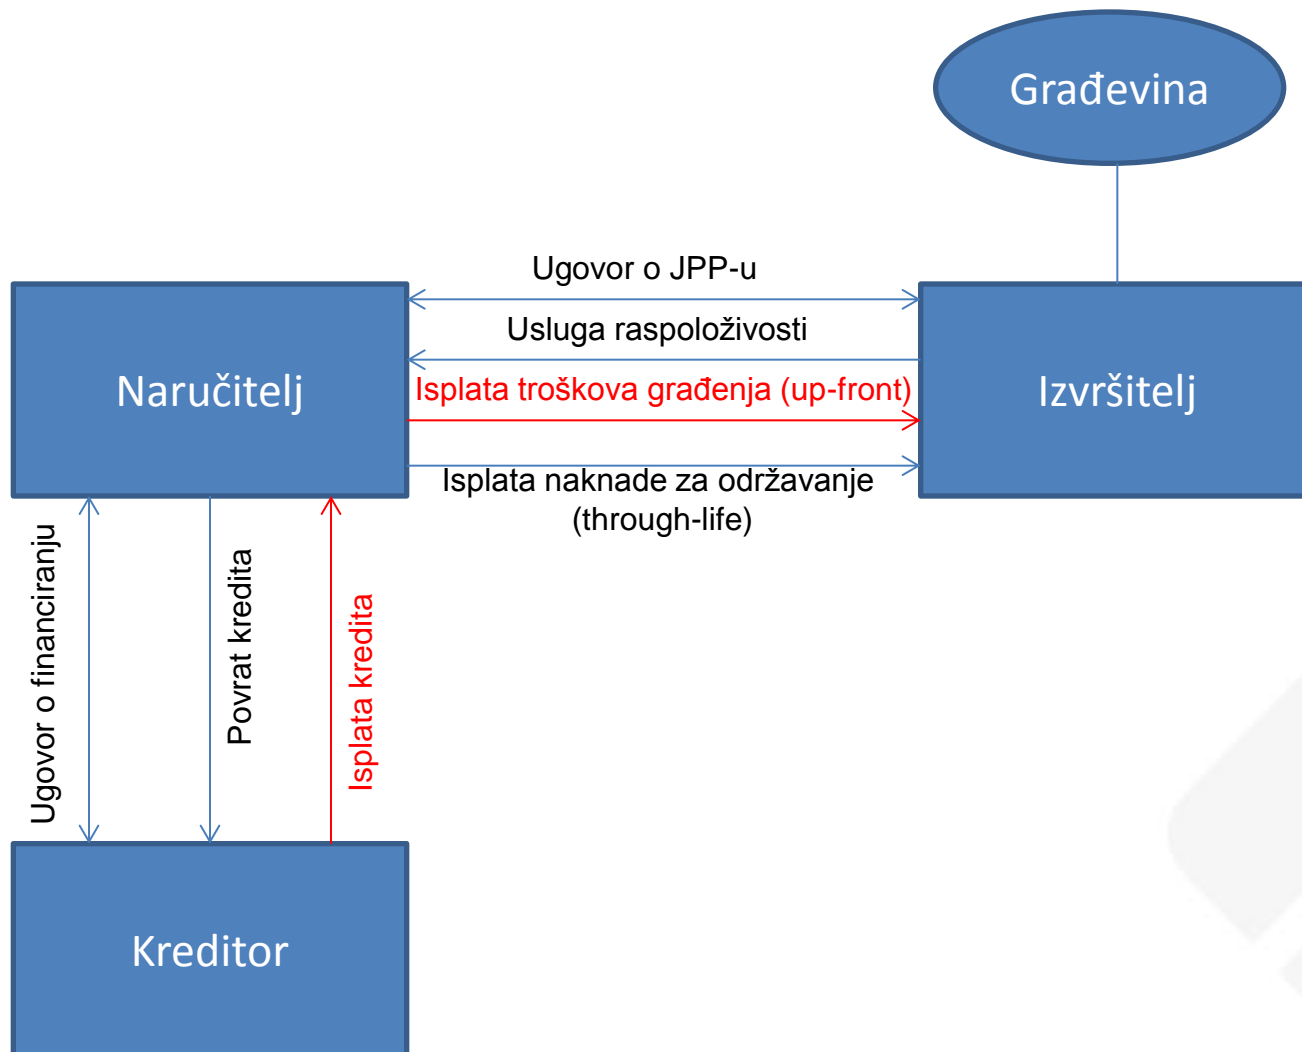 Građevina
Ugovor o JPP-u
Usluga raspoloživosti
Naručitelj
Isplata troškova građenja (up-front)
Izvršitelj
Isplata naknade za održavanje
(through-life)
Ugovor o financiranju
Povrat kredita
Isplata kredita
Kreditor